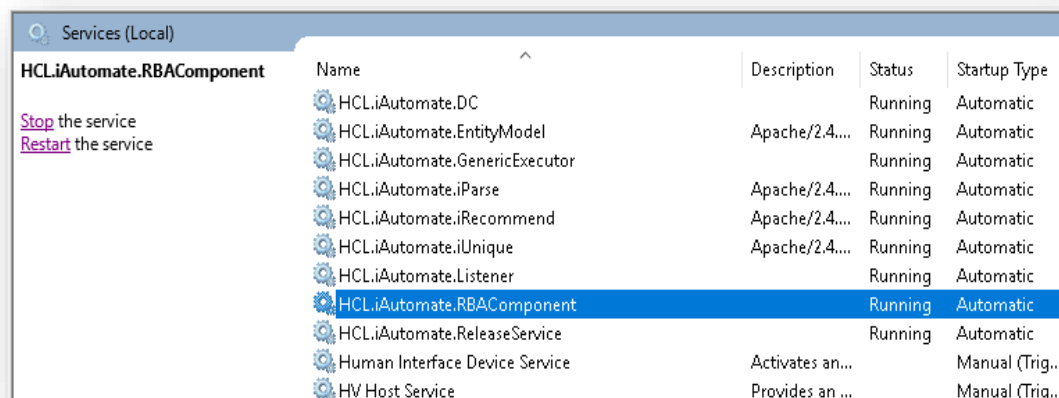 Services (Local)
HCL.iAutomate.RBAComponent
Stop the service
Restart the service
Name Description Status Startup Type
HCL.iAutomate.DC Running Automatic
HCL.iAutomate.EntityModel Apache/2.4.... Running Automatic
HCL.iAutomate.GenericExecutor Running Automatic
HCL.iAutomate.iParse Apache/2.4.... Running Automatic
HCL.iAutomate.iRecommend Apache/2.4.... Running Automatic
HCL.iAutomate.iUnique Apache/2.4.... Running Automatic
HCL.iAutomate.Listener Running Automatic
HCL.iAutomate.RBAComponent Running Automatic
HCL.iAutomate.ReleaseService Running Automatic
Human Interface Device Service Activates an... Manual (Trig...
HV Host Service Provides an ... Manual (Trig...